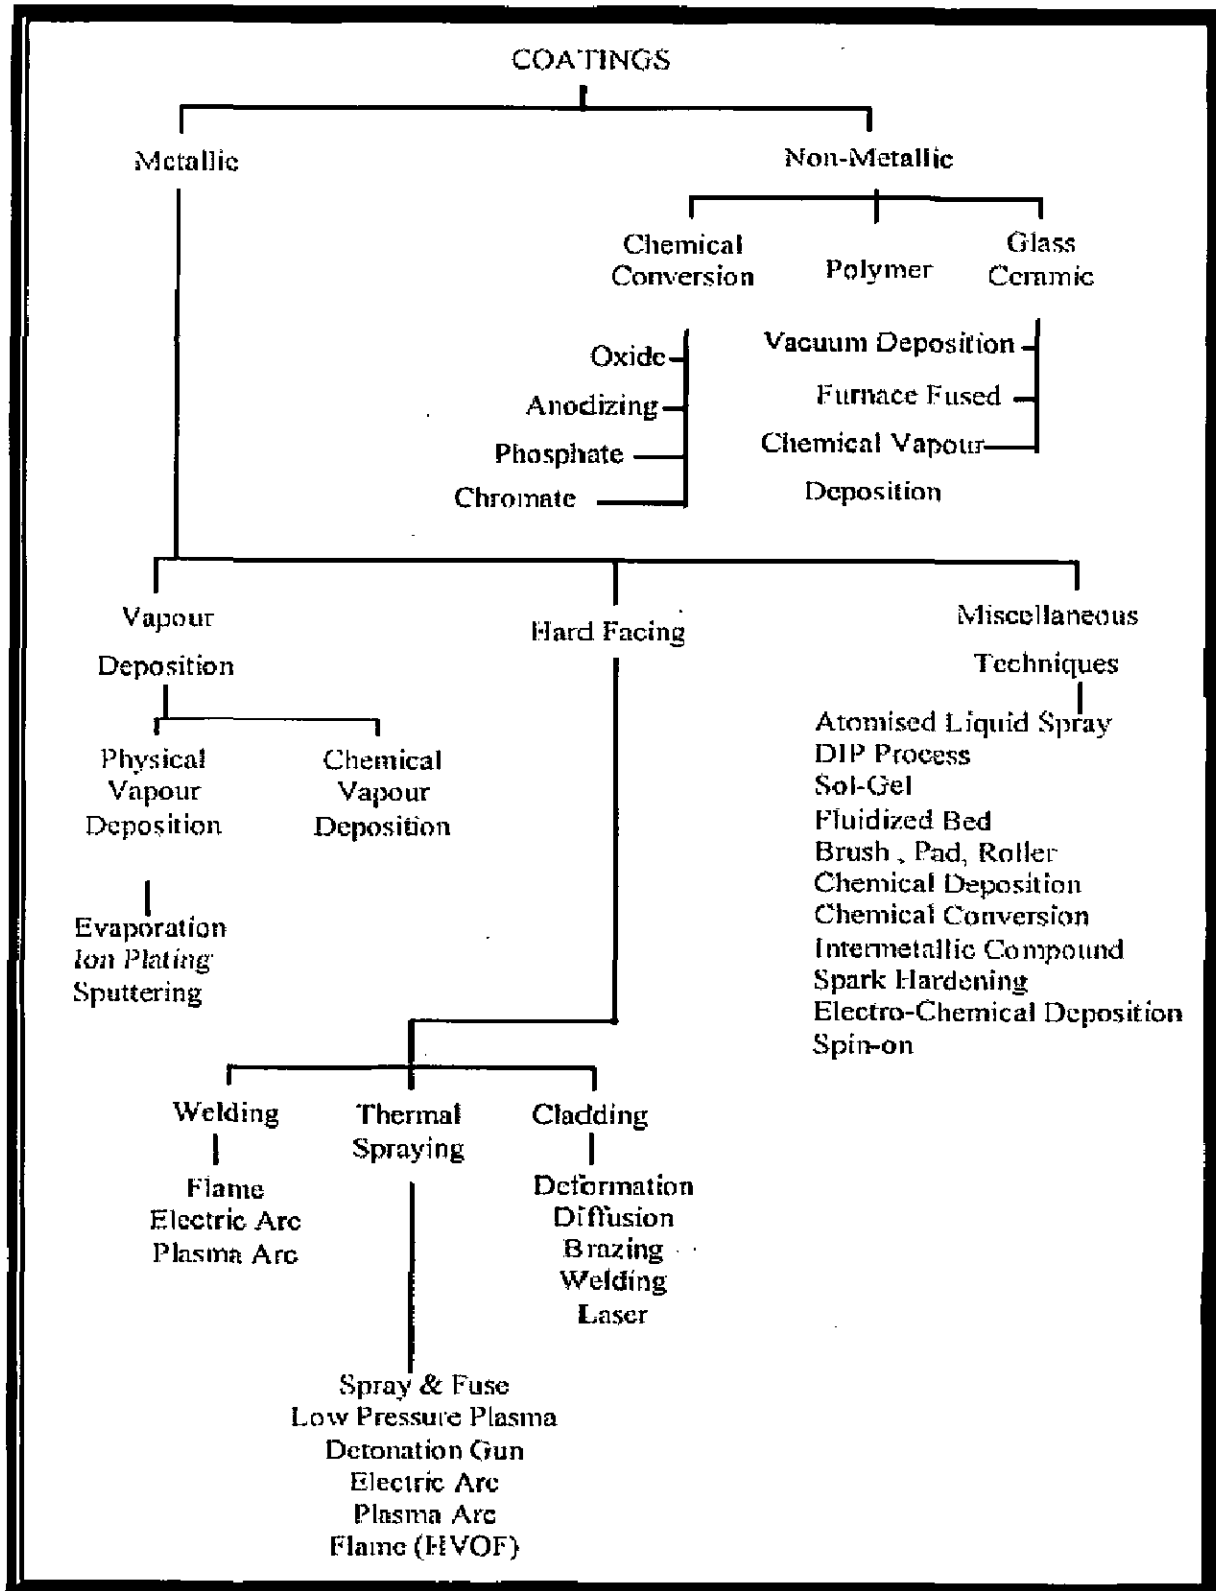 COATINGS
Metallic
Non-Metallic
Chemical
Conversion
Polymer
Glass
Ceramic
Oxide
Anodizing
Phosphate
Chromate
Vacuum Deposition
Furnace Fused
Chemical Vapour
Deposition
Vapour
Deposition
Hard Facing
Miscellaneous
Techniques
Physical
Vapour
Deposition
Chemical
Vapour
Deposition
Evaporation
Ion Plating
Sputtering
Atomised Liquid Spray
DIP Process
Sol-Gel
Fluidized Bed
Brush , Pad, Roller
Chemical Deposition
Chemical Conversion
Intermetallic Compound
Spark Hardening
Electro-Chemical Deposition
Spin-on
Welding
Thermal
Spraying
Cladding
Flame
Electric Arc
Plasma Arc
Deformation
Diffusion
Brazing
Welding
Laser
Spray & Fuse
Low Pressure Plasma
Detonation Gun
Electric Arc
Plasma Arc
Flame (HVOF)